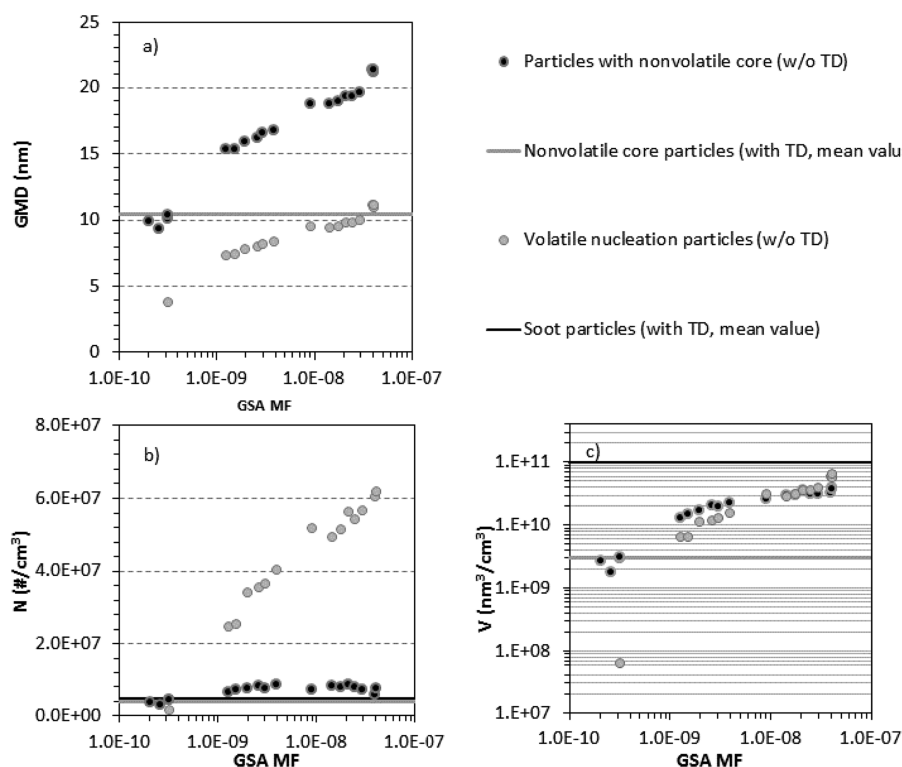 25
20
15
10
5
0
GMD (nm)
a)
1.0E-10 1.0E-09 1.0E-08 1.0E-07
GSA MF
Particles with nonvolatile core (w/o TD)
Nonvolatile core particles (with TD, mean valu
Volatile nucleation particles (w/o TD)
Soot particles (with TD, mean value)
8.0E+07
6.0E+07
4.0E+07
2.0E+07
0.0E+00
N (#/cm³)
b)
1.0E-10 1.0E-09 1.0E-08 1.0E-07
GSA MF
1.E+11
1.E+10
1.E+09
1.E+08
1.E+07
V (nm³/cm³)
c)
1.0E-10 1.0E-09 1.0E-08 1.0E-07
GSA MF